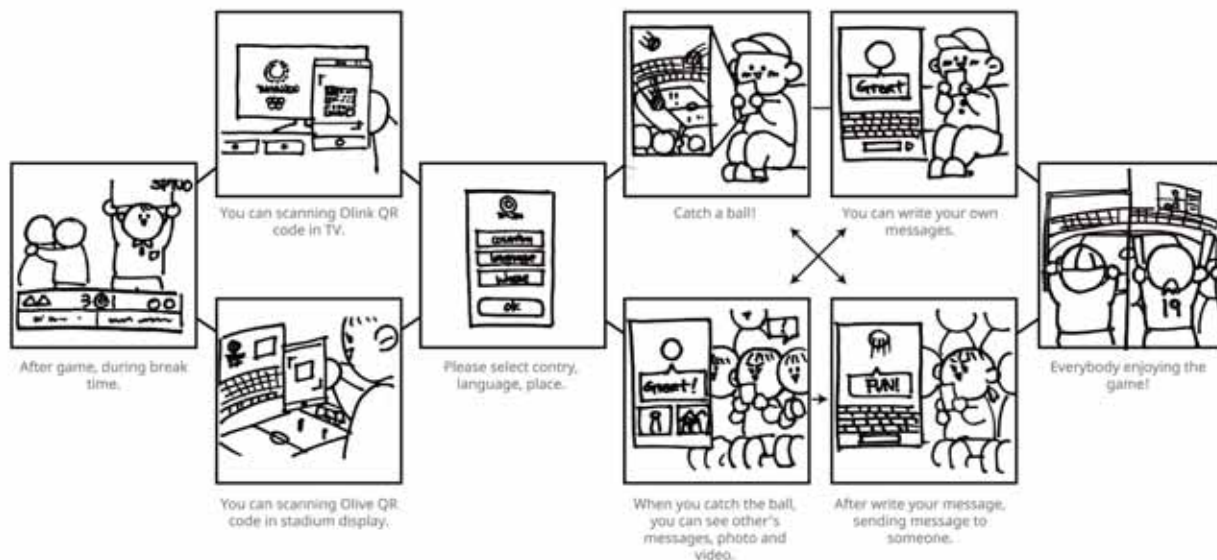 After game, during break
time.
You can scanning Olink QR
code in TV.
You can scanning Olive QR
code in stadium display.
country
language
where
OK
Please select contry,
language, place.
Catch a ball!
Great
You can write your own
messages.
Great!
When you catch the ball,
you can see other's
messages, photo and
video.
FUN!
After write your message,
sending message to
someone.
19
Everybody enjoying the
game!